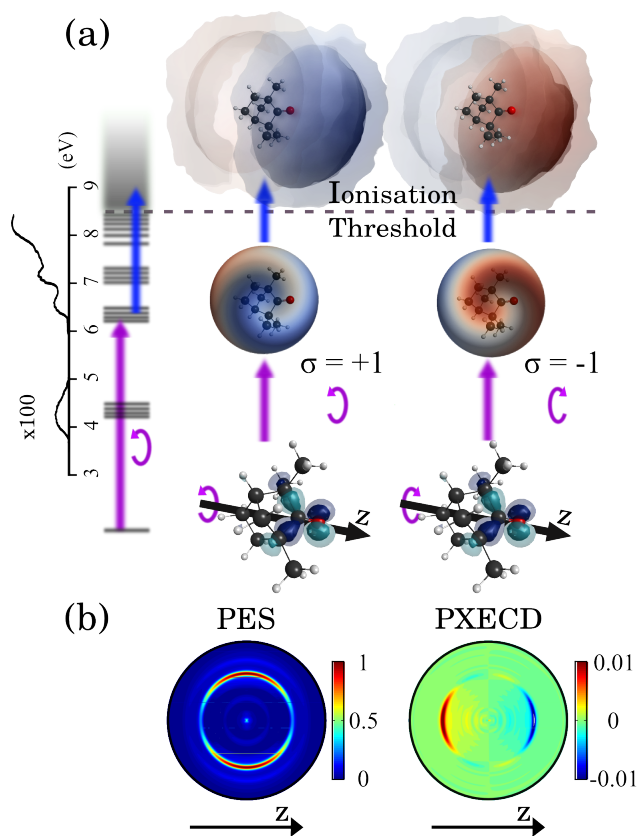 (a)
(eV)
9
8
7
6
5
4
3
x100
Ionisation
Threshold
σ = +1
σ = -1
z
z
(b)
PES
PXECD
1
0.5
0
0.01
0
-0.01
z
z